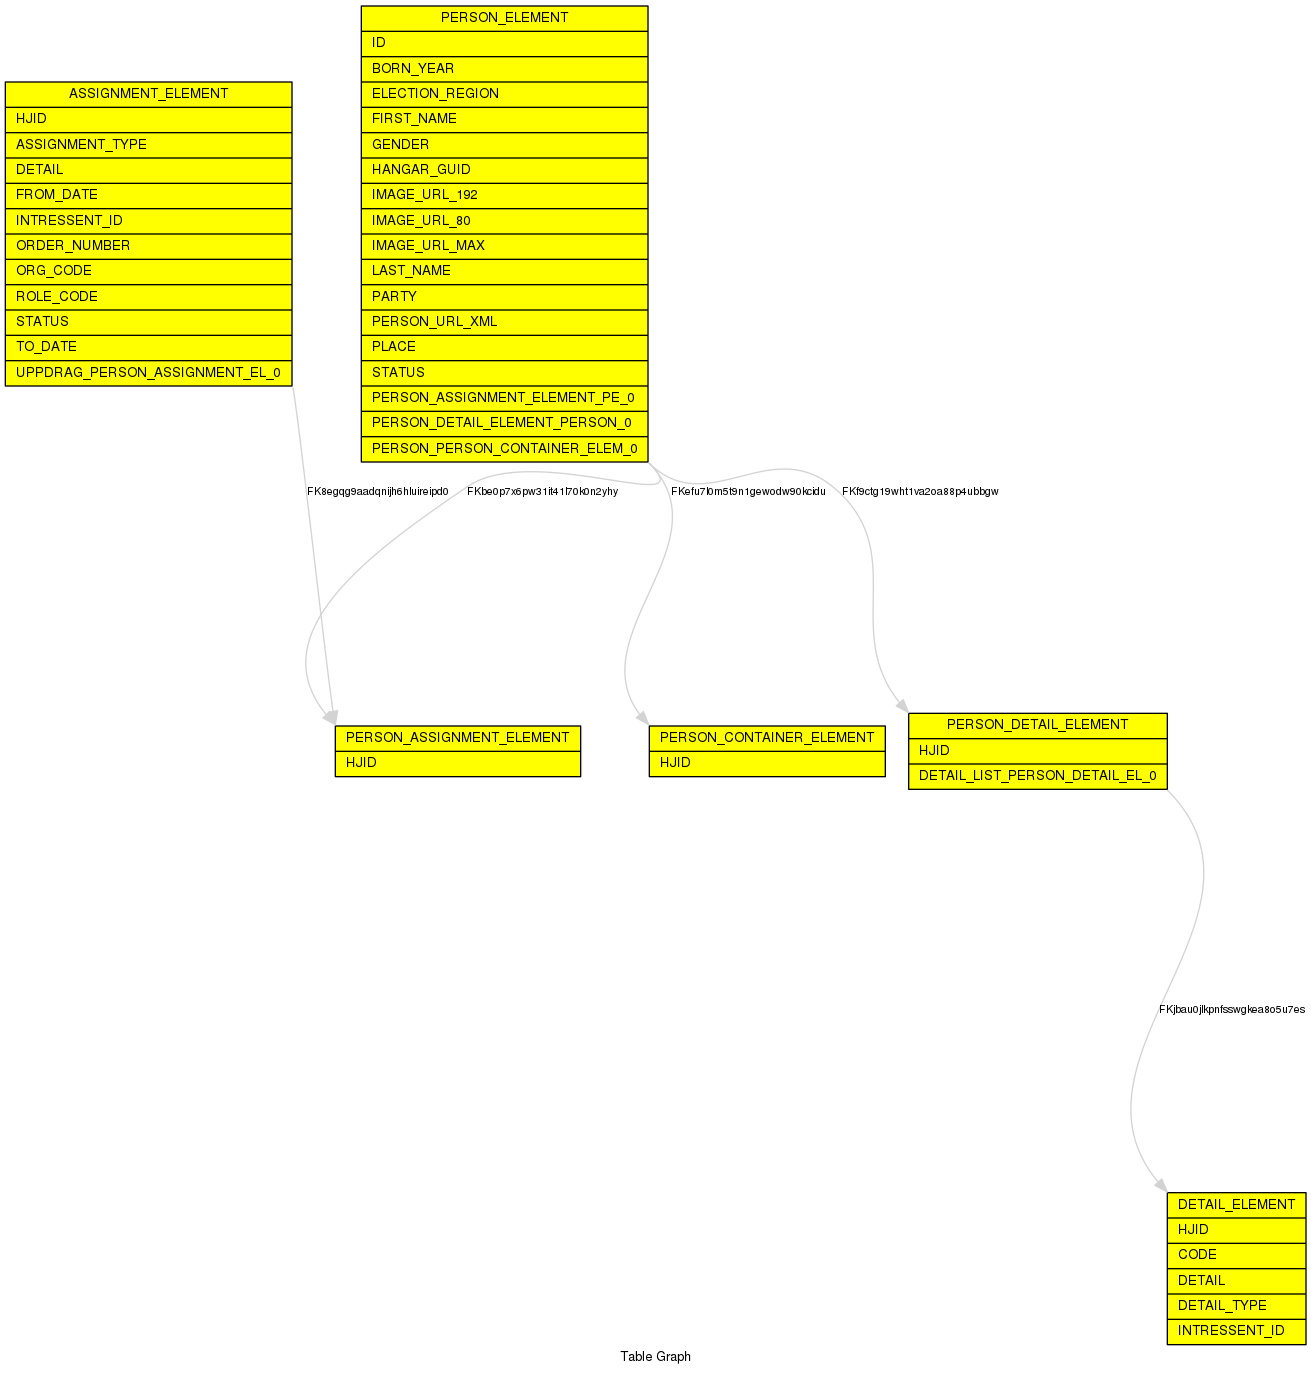 PERSON_ELEMENT
ID
BORN_YEAR
ELECTION_REGION
FIRST_NAME
GENDER
HANGAR_GUID
IMAGE_URL_192
IMAGE_URL_80
IMAGE_URL_MAX
LAST_NAME
PARTY
PERSON_URL_XML
PLACE
STATUS
PERSON_ASSIGNMENT_ELEMENT_PE_0
PERSON_DETAIL_ELEMENT_PERSON_0
PERSON_PERSON_CONTAINER_ELEM_0
ASSIGNMENT_ELEMENT
HJID
ASSIGNMENT_TYPE
DETAIL
FROM_DATE
INTRESSENT_ID
ORDER_NUMBER
ORG_CODE
ROLE_CODE
STATUS
TO_DATE
UPPDRAG_PERSON_ASSIGNMENT_EL_0
FK8egqg9aadqnijh6hluireipd0
FKbe0p7x6pw31it41l70k0n2yhy
FKefu7l0m5t9n1gewodw90kcidu
FKf9ctg19wht1va2oa88p4ubbgw
PERSON_ASSIGNMENT_ELEMENT
HJID
PERSON_CONTAINER_ELEMENT
HJID
PERSON_DETAIL_ELEMENT
HJID
DETAIL_LIST_PERSON_DETAIL_EL_0
FKjbau0jlkpnfsswgkea8o5u7es
DETAIL_ELEMENT
HJID
CODE
DETAIL
DETAIL_TYPE
INTRESSENT_ID
Table Graph